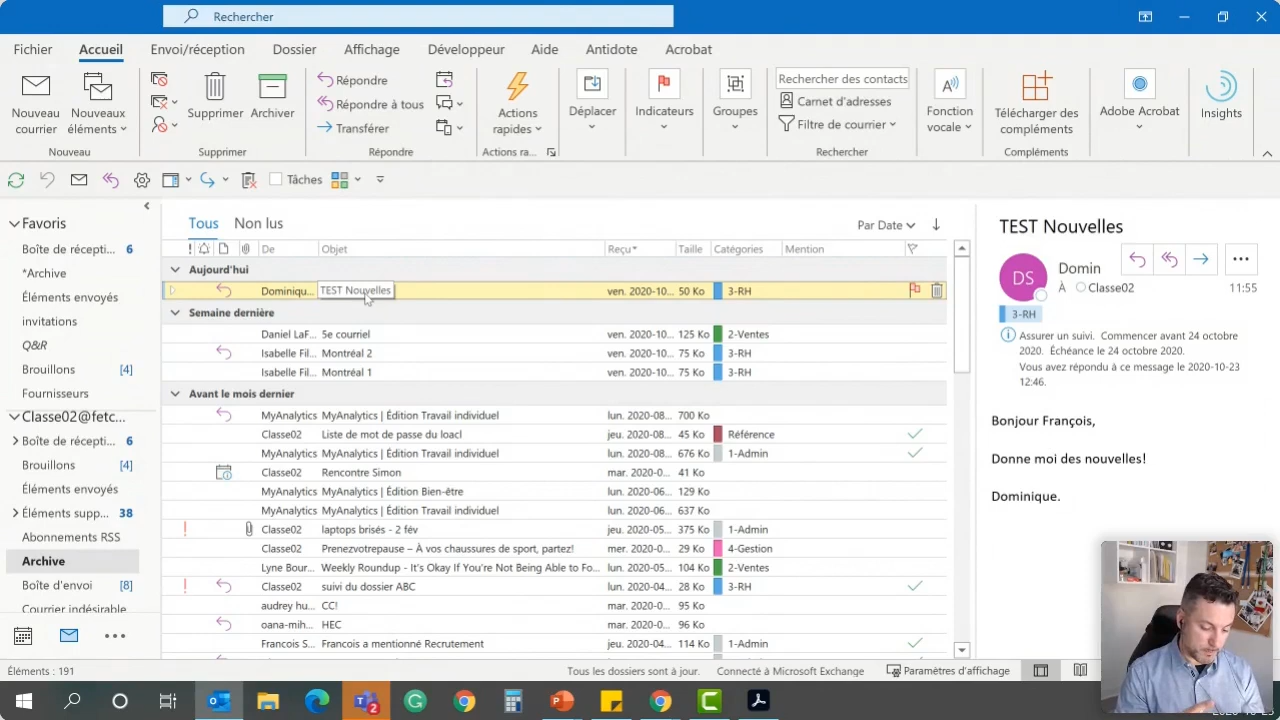 Rechercher
Fichier Accueil Envoi/réception Dossier Affichage Développeur Aide Antidote Acrobat
Nouveau courrier
Nouveaux éléments
Nouveau
Supprimer
Archiver
Supprimer
Répondre
Répondre à tous
Transférer
Répondre
Actions rapides
Actions ra...
Déplacer
Indicateurs
Groupes
Rechercher des contacts
Carnet d'adresses
Filtre de courrier
Rechercher
Fonction vocale
Télécharger des compléments
Compléments
Adobe Acrobat
Insights
Tâches
Favoris
Boîte de récepti... 6
*Archive
Éléments envoyés
invitations
Q&R
Brouillons [4]
Fournisseurs
Classe02@fetc...
Boîte de récepti... 6
Brouillons [4]
Éléments envoyés
Éléments supp... 38
Abonnements RSS
Archive
Boîte d'envoi [8]
Courrier indésirable
Tous Non lus Par Date
De Objet Reçu Taille Catégories Mention
Aujourd'hui
Dominiqu... TEST Nouvelles ven. 2020-10... 50 Ko 3-RH
Semaine dernière
Daniel LaF... 5e courriel ven. 2020-10... 125 Ko 2-Ventes
Isabelle Fil... Montréal 2 ven. 2020-10... 75 Ko 3-RH
Isabelle Fil... Montréal 1 ven. 2020-10... 75 Ko 3-RH
Avant le mois dernier
MyAnalytics MyAnalytics | Édition Travail individuel lun. 2020-08... 700 Ko
Classe02 Liste de mot de passe du loacl jeu. 2020-08... 45 Ko Référence
MyAnalytics MyAnalytics | Édition Travail individuel lun. 2020-08... 676 Ko 1-Admin
Classe02 Rencontre Simon mar. 2020-0... 41 Ko
MyAnalytics MyAnalytics | Édition Bien-être lun. 2020-06... 129 Ko
MyAnalytics MyAnalytics | Édition Travail individuel lun. 2020-06... 637 Ko
Classe02 laptops brisés - 2 fév jeu. 2020-05... 375 Ko 1-Admin
Classe02 Prenezvotrepause – À vos chaussures de sport, partez! mer. 2020-0... 29 Ko 4-Gestion
Lyne Bour... Weekly Roundup - It's Okay If You're Not Being Able to Fo... lun. 2020-05... 104 Ko 2-Ventes
Classe02 suivi du dossier ABC lun. 2020-04... 28 Ko 3-RH
audrey hu... CC! mar. 2020-0... 95 Ko
oana-mih... HEC mar. 2020-0... 96 Ko
Francois S... Francois a mentionné Recrutement mar. 2020-04... 114 Ko 1-Admin
TEST Nouvelles
DS
Domin
À Classe02
11:55
3-RH
Assurer un suivi. Commencer avant 24 octobre
2020. Échéance le 24 octobre 2020.
Vous avez répondu à ce message le 2020-10-23
12:46.
Bonjour François,
Donne moi des nouvelles!
Dominique.
Éléments : 191 Tous les dossiers sont à jour. Connecté à Microsoft Exchange Paramètres d'affichage
2